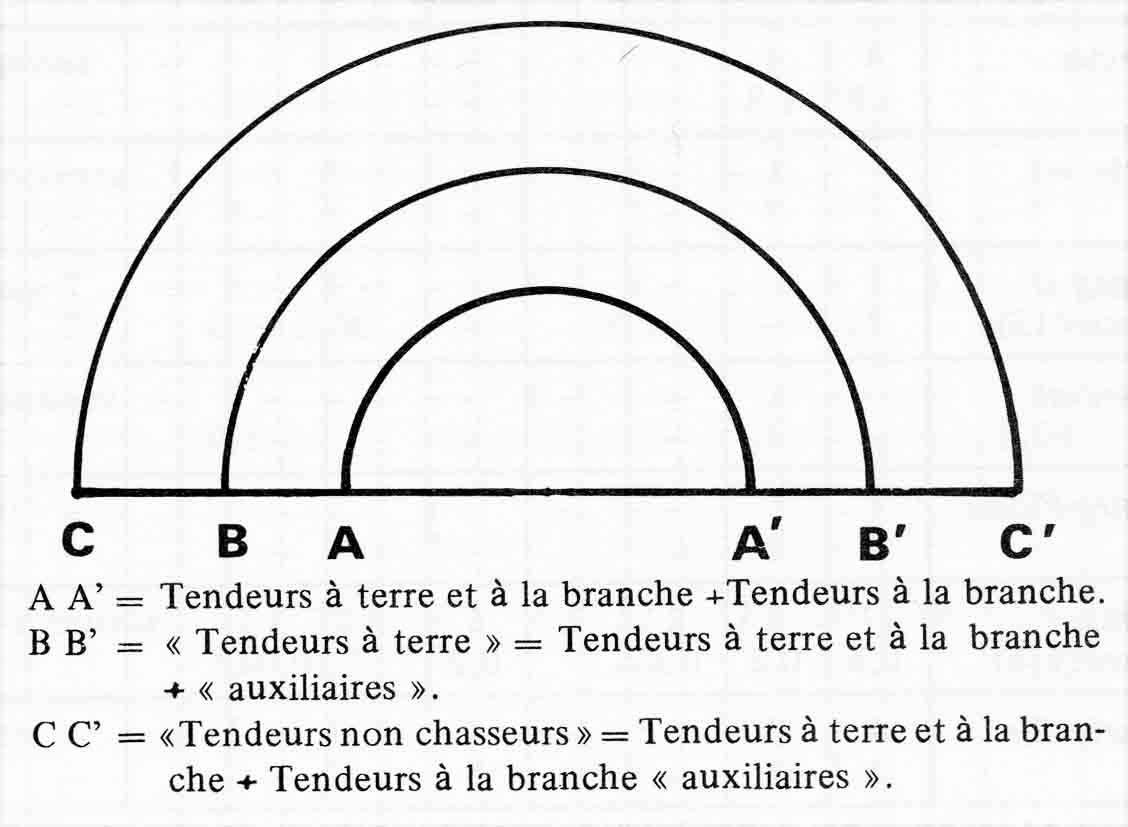 C B A A′ B′ C′
A A’ = Tendeurs à terre et à la branche +Tendeurs à la branche.
B B’ = « Tendeurs à terre » = Tendeurs à terre et à la branche
+ « auxiliaires ».
C C’ = «Tendeurs non chasseurs» = Tendeurs à terre et à la bran-
che + Tendeurs à la branche « auxiliaires ».